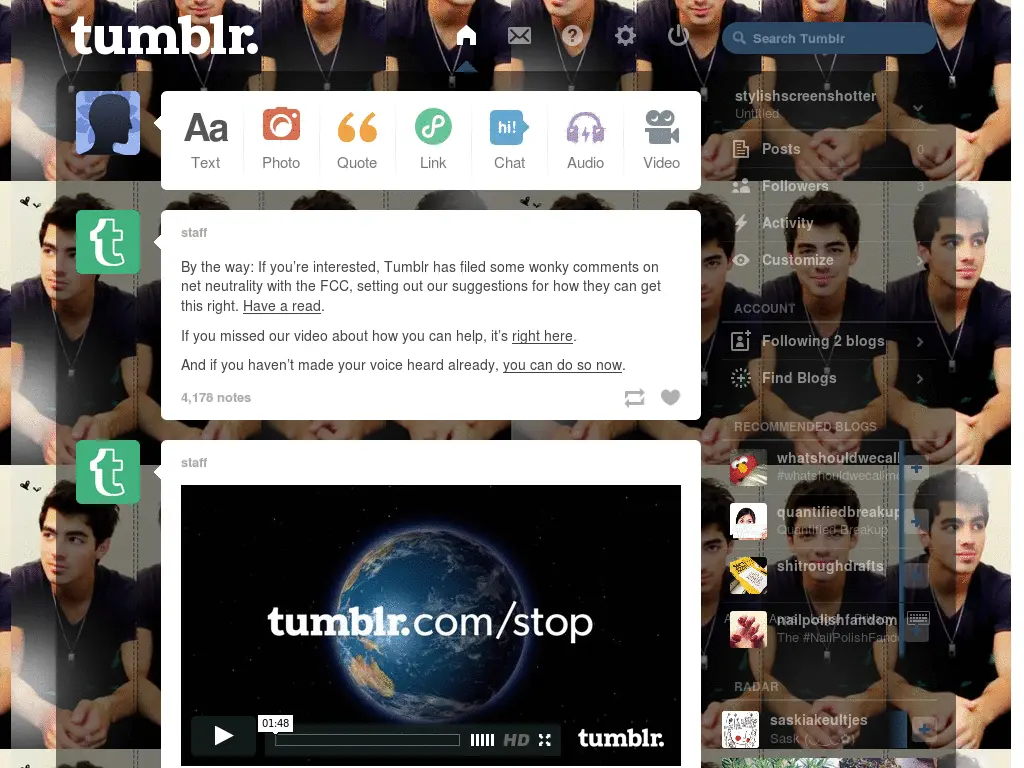 tumblr.
Search Tumblr
Aa
hi!
Text Photo Quote Link Chat Audio Video
stylishscreenshotter
Untitled
Posts 0
Followers 3
Activity
Customize
ACCOUNT
Following 2 blogs
Find Blogs
RECOMMENDED BLOGS
whatshouldwecall
#whatshouldwecallme
quantifiedbreakup
Quantified Breakup
shitroughdrafts
nailpolishfandom
The #NailPolishFand
RADAR
saskiakeultjes
Sask
staff
By the way: If you’re interested, Tumblr has filed some wonky comments on
net neutrality with the FCC, setting out our suggestions for how they can get
this right. Have a read.
If you missed our video about how you can help, it’s right here.
And if you haven’t made your voice heard already, you can do so now.
4,178 notes
staff
tumblr.com/stop
01:48
HD
tumblr.